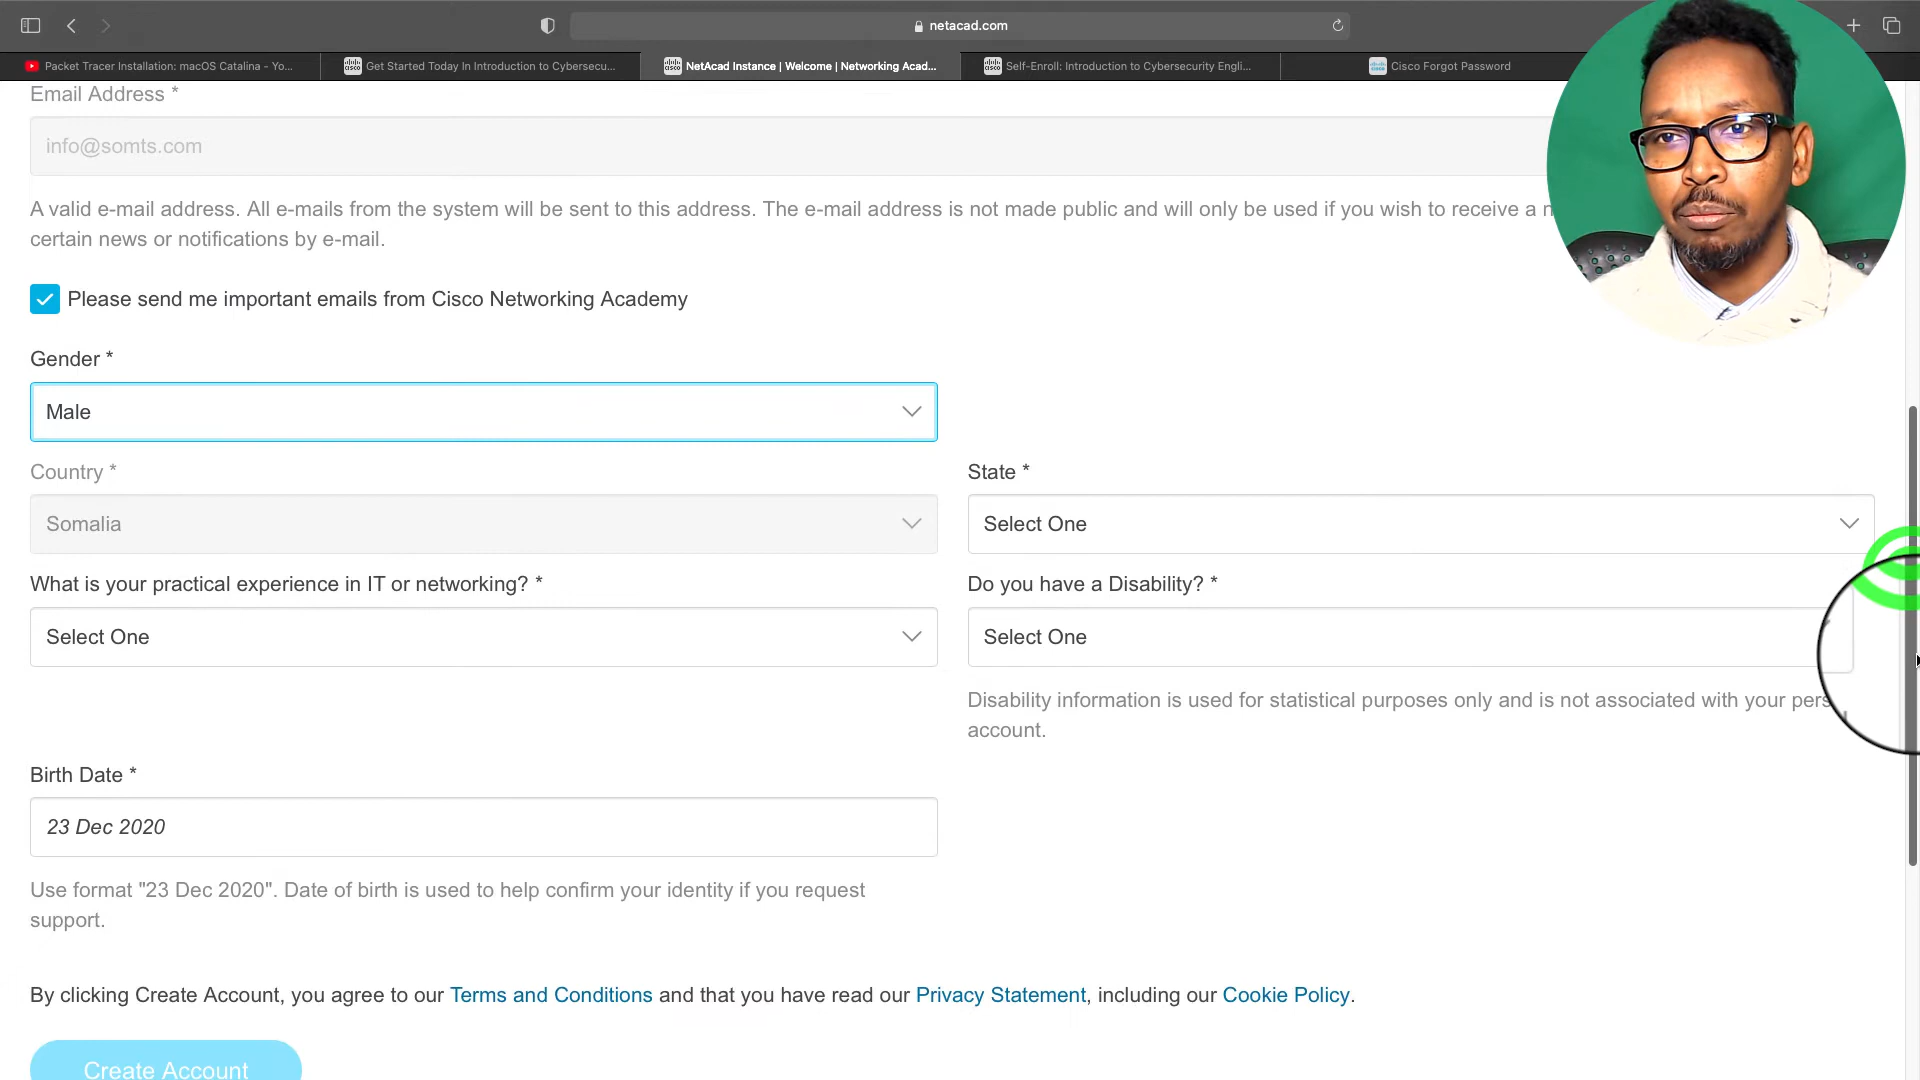 netacad.com
Packet Tracer Installation: macOS Catalina - Yo...
Get Started Today In Introduction to Cybersecu...
NetAcad Instance | Welcome | Networking Acad...
Self-Enroll: Introduction to Cybersecurity Engli...
Cisco Forgot Password
Email Address *
info@somts.com
A valid e-mail address. All e-mails from the system will be sent to this address. The e-mail address is not made public and will only be used if you wish to receive a
certain news or notifications by e-mail.
Please send me important emails from Cisco Networking Academy
Gender *
Male
Country *
State *
Somalia
Select One
What is your practical experience in IT or networking? *
Do you have a Disability? *
Select One
Select One
Disability information is used for statistical purposes only and is not associated with your
account.
Birth Date *
23 Dec 2020
Use format "23 Dec 2020". Date of birth is used to help confirm your identity if you request
support.
By clicking Create Account, you agree to our Terms and Conditions and that you have read our Privacy Statement, including our Cookie Policy.
Create Account